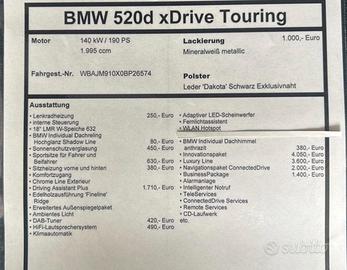 BMW 520d xDrive Touring
Motor 140 kW / 190 PS
1.995 ccm
Lackierung 1.000,- Euro
Mineralweiß metallic
Fahrgest.-Nr. WBAJM910X0BP26574
Polster
Leder 'Dakota' Schwarz Exklusivnaht
Ausstattung
- Lenkradheizung 250,- Euro
- interne Steuerung
- 18" LMR W-Speiche 632
- BMW Individual Dachreling
Hochglanz Shadow Line 80,- Euro
- Sonnenschutzverglasung 450,- Euro
- Sportsitze für Fahrer und
Beifahrer 630,- Euro
- Sitzheizung vorne und hinten 380,- Euro
- Komfortzugang
- Chrome Line Exterieur
- Driving Assistant Plus 1.710,- Euro
- Edelholzausführung 'Fineline'
Ridge
- Erweitertes Außenspiegelpaket
- Ambientes Licht
- DAB-Tuner 420,- Euro
- HiFi-Lautsprechersystem 490,- Euro
- Klimaautomatik
- Adaptiver LED-Scheinwerfer
- Fernlichtassistent
- WLAN Hotspot
- BMW Individual Dachhimmel
anthrazit 380,- Euro
- Innovationspaket 4.050,- Euro
- Luxury Line 3.600,- Euro
- Navigationspaket ConnectedDrive 2.000,- Euro
- BusinessPackage 1.400,- Euro
- Alarmanlage
- Intelligenter Notruf
- TeleServices
- ConnectedDrive Services
- Remote Services
- CD-Laufwerk
etc.
subito